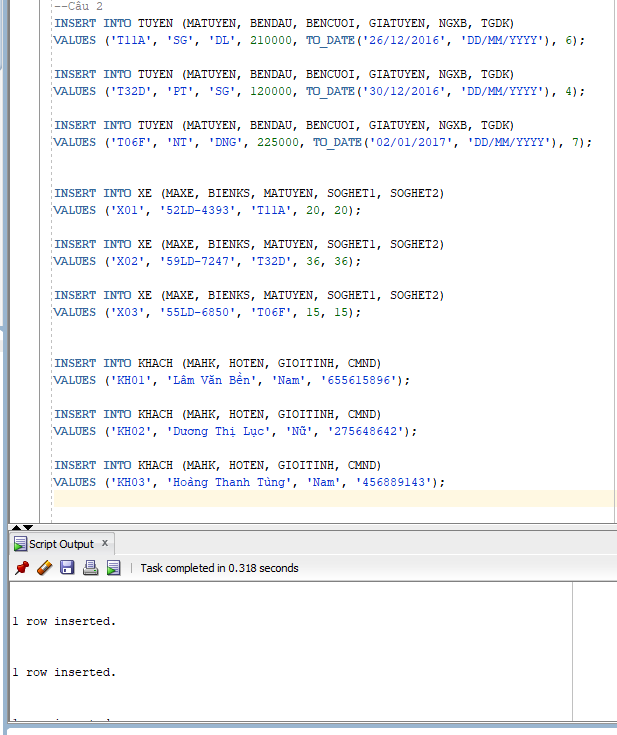 --Câu 2
INSERT INTO TUYEN (MATUYEN, BENDAU, BENCUOI, GIATUYEN, NGXB, TGDK)
VALUES ('T11A', 'SG', 'DL', 210000, TO_DATE('26/12/2016', 'DD/MM/YYYY'), 6);
INSERT INTO TUYEN (MATUYEN, BENDAU, BENCUOI, GIATUYEN, NGXB, TGDK)
VALUES ('T32D', 'PT', 'SG', 120000, TO_DATE('30/12/2016', 'DD/MM/YYYY'), 4);
INSERT INTO TUYEN (MATUYEN, BENDAU, BENCUOI, GIATUYEN, NGXB, TGDK)
VALUES ('T06F', 'NT', 'DNG', 225000, TO_DATE('02/01/2017', 'DD/MM/YYYY'), 7);
INSERT INTO XE (MAXE, BIENKS, MATUYEN, SOGHET1, SOGHET2)
VALUES ('X01', '52LD-4393', 'T11A', 20, 20);
INSERT INTO XE (MAXE, BIENKS, MATUYEN, SOGHET1, SOGHET2)
VALUES ('X02', '59LD-7247', 'T32D', 36, 36);
INSERT INTO XE (MAXE, BIENKS, MATUYEN, SOGHET1, SOGHET2)
VALUES ('X03', '55LD-6850', 'T06F', 15, 15);
INSERT INTO KHACH (MAHK, HOTEN, GIOITINH, CMND)
VALUES ('KH01', 'Lâm Văn Bền', 'Nam', '655615896');
INSERT INTO KHACH (MAHK, HOTEN, GIOITINH, CMND)
VALUES ('KH02', 'Dương Thị Lục', 'Nữ', '275648642');
INSERT INTO KHACH (MAHK, HOTEN, GIOITINH, CMND)
VALUES ('KH03', 'Hoàng Thanh Tùng', 'Nam', '456889143');
Script Output x
Task completed in 0.318 seconds
1 row inserted.
1 row inserted.